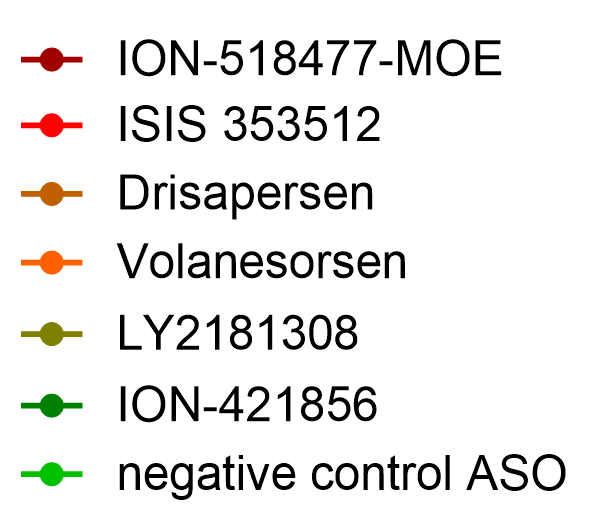 ION-518477-MOE
ISIS 353512
Drisapersen
Volanesorsen
LY2181308
ION-421856
negative control ASO